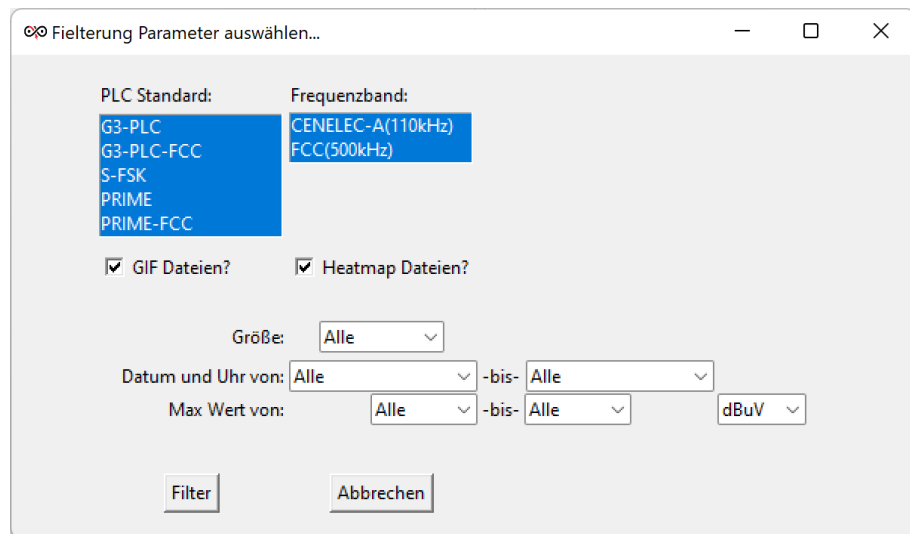 Fielterung Parameter auswählen...
PLC Standard: Frequenzband:
G3-PLC CENELEC-A(110kHz)
G3-PLC-FCC FCC(500kHz)
S-FSK
PRIME
PRIME-FCC
GIF Dateien? Heatmap Dateien?
Größe: Alle
Datum und Uhr von: Alle -bis- Alle
Max Wert von: Alle -bis- Alle dBuV
Filter Abbrechen